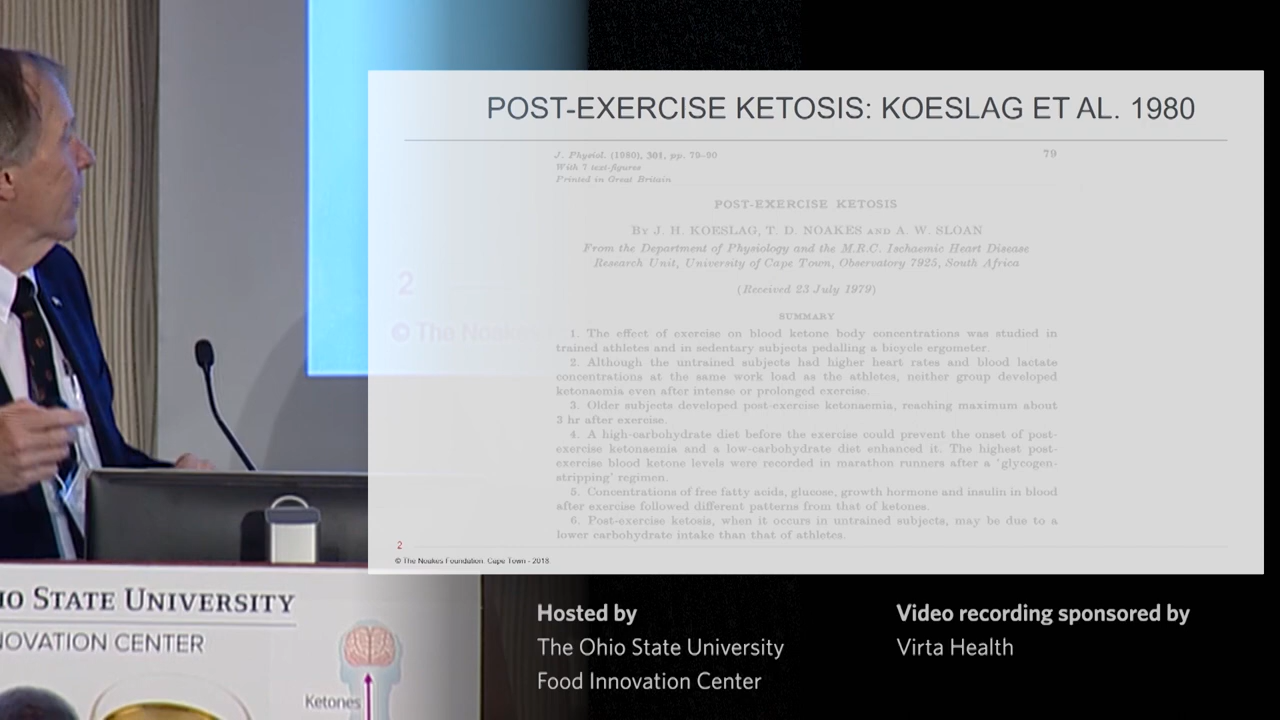 POST-EXERCISE KETOSIS: KOESLAG ET AL. 1980
J. Physiol. (1980), 301, pp. 79–90
79
With 7 text-figures
Printed in Great Britain
POST-EXERCISE KETOSIS
By J. H. KOESLAG, T. D. NOAKES AND A. W. SLOAN
From the Department of Physiology and the M.R.C. Ischaemic Heart Disease
Research Unit, University of Cape Town, Observatory 7925, South Africa
(Received 23 July 1979)
SUMMARY
1. The effect of exercise on blood ketone body concentrations was studied in
trained athletes and in sedentary subjects pedalling a bicycle ergometer.
2. Although the untrained subjects had higher heart rates and blood lactate
concentrations at the same work load as the athletes, neither group developed
ketonaemia even after intense or prolonged exercise.
3. Older subjects developed post-exercise ketonaemia, reaching maximum about
3 hr after exercise.
4. A high-carbohydrate diet before the exercise could prevent the onset of post-
exercise ketonaemia and a low-carbohydrate diet enhanced it. The highest post-
exercise blood ketone levels were recorded in marathon runners after a 'glycogen-
stripping' regimen.
5. Concentrations of free fatty acids, glucose, growth hormone and insulin in blood
after exercise followed different patterns from that of ketones.
6. Post-exercise ketosis, when it occurs in untrained subjects, may be due to a
lower carbohydrate intake than that of athletes.
2
© The Noakes
2
© The Noakes Foundation, Cape Town - 2018
IO STATE UNIVERSITY
NOVATION CENTER
Ketones
Hosted by
The Ohio State University
Food Innovation Center
Video recording sponsored by
Virta Health